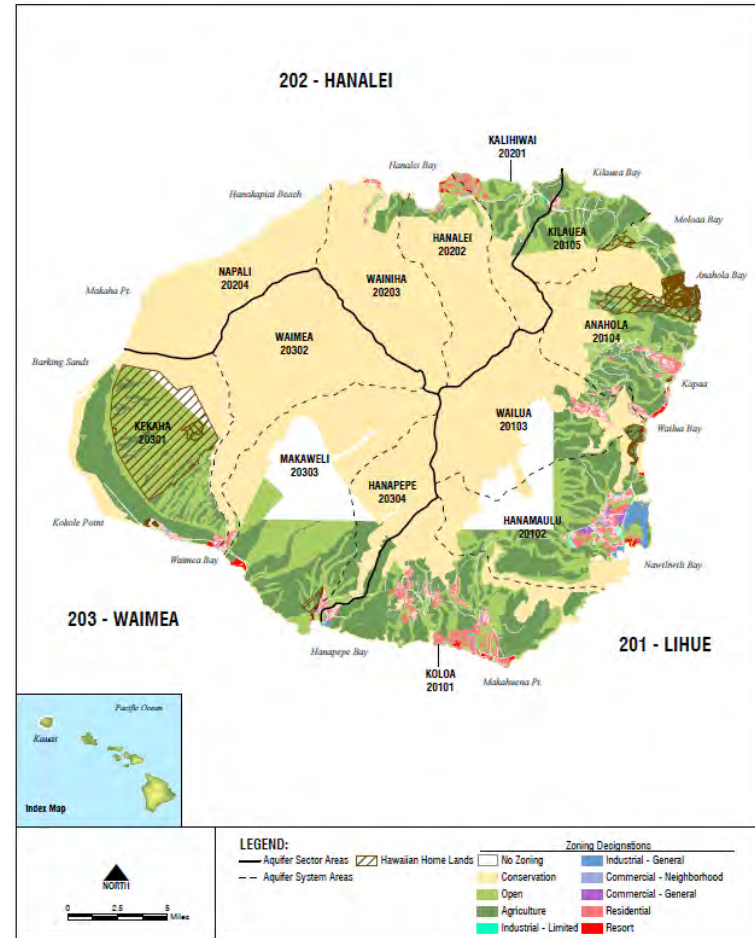 202 - HANALEI
KALIHIWAI
20201
Hanalei Bay
Kilauea Bay
Hanakapiai Beach
Moloaa Bay
HANALEI
20202
KILAUEA
20105
NAPALI
20204
WAINIHA
20203
Anahola Bay
Makaha Pt.
WAIMEA
20302
ANAHOLA
20104
Barking Sands
Kapaa
WAILUA
20103
KEKAHA
20301
Wailua Bay
MAKAWELI
20303
HANAPEPE
20304
Kokole Point
HANAMAULU
20102
Waimea Bay
Nawiliwili Bay
203 - WAIMEA
201 - LIHUE
Hanapepe Bay
KOLOA
20101
Makahuena Pt.
Pacific Ocean
Kauai
Index Map
NORTH
0 2.5 5
Miles
LEGEND:
Aquifer Sector Areas
Aquifer System Areas
Hawaiian Home Lands
Zoning Designations
No Zoning
Conservation
Open
Agriculture
Industrial - Limited
Industrial - General
Commercial - Neighborhood
Commercial - General
Residential
Resort